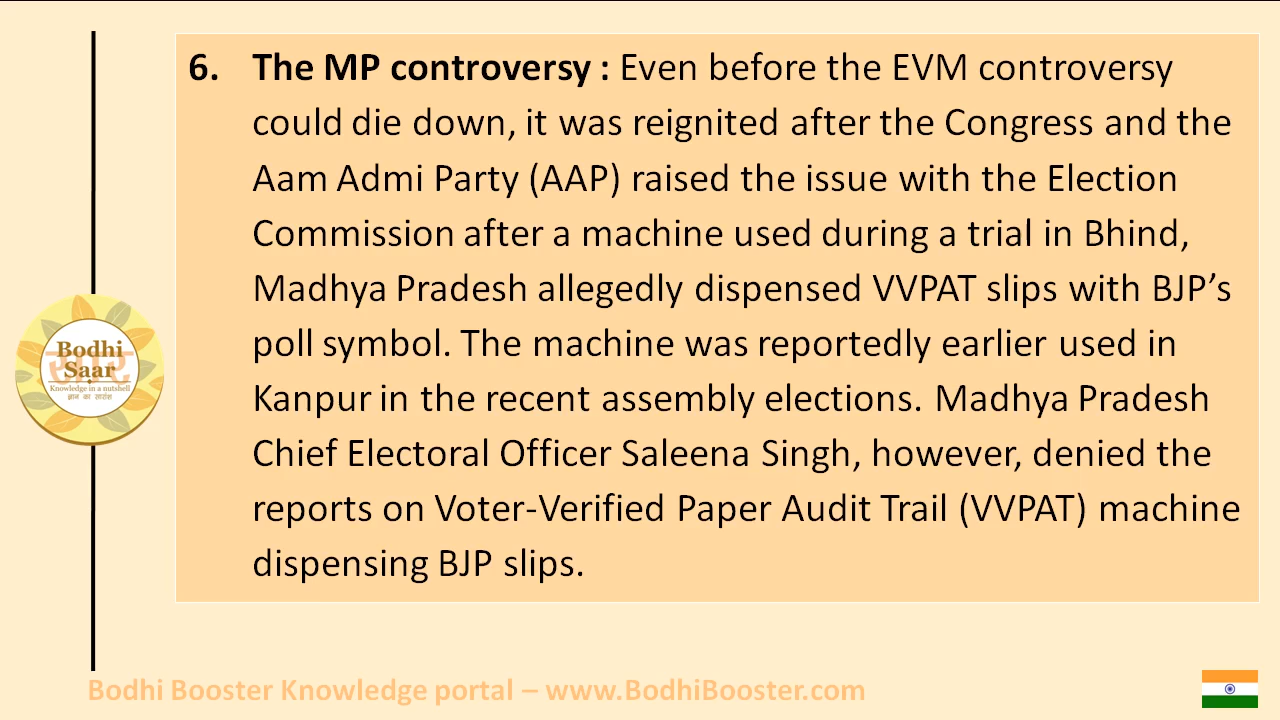 6. The MP controversy : Even before the EVM controversy
could die down, it was reignited after the Congress and the
Aam Admi Party (AAP) raised the issue with the Election
Commission after a machine used during a trial in Bhind,
Madhya Pradesh allegedly dispensed VVPAT slips with BJP’s
poll symbol. The machine was reportedly earlier used in
Kanpur in the recent assembly elections. Madhya Pradesh
Chief Electoral Officer Saleena Singh, however, denied the
reports on Voter-Verified Paper Audit Trail (VVPAT) machine
dispensing BJP slips.
Bodhi
Saar
Knowledge in a nutshell
ज्ञान का सारांश
Bodhi Booster Knowledge portal – www.BodhiBooster.com